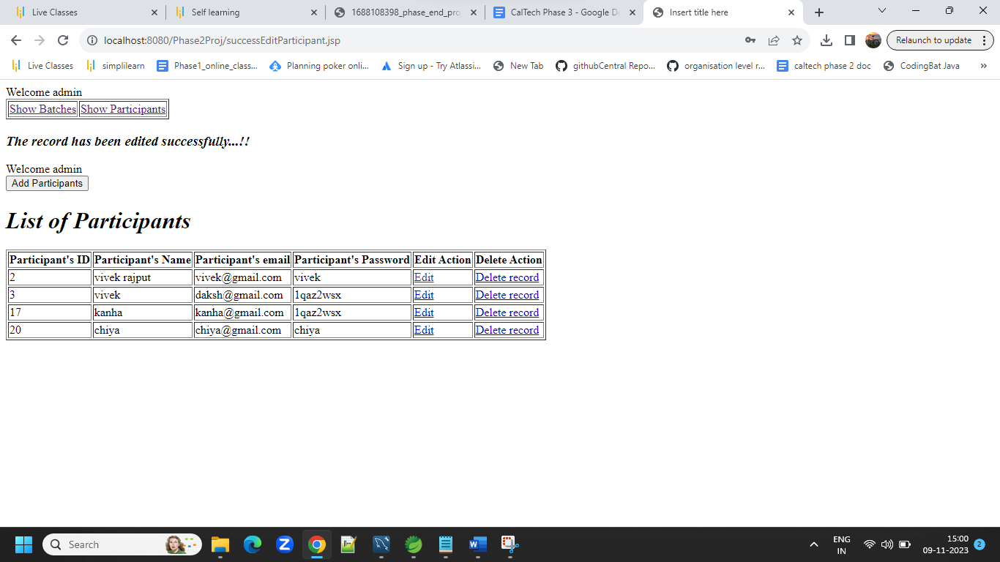 Live Classes Self learning 1688108398_phase_end_pro CalTech Phase 3 - Google Do Insert title here
localhost:8080/Phase2Proj/successEditParticipant.jsp Relaunch to update
Live Classes simplilearn Phase1_online_class... Planning poker onli... Sign up - Try Atlassi... New Tab githubCentral Repo... organisation level r... caltech phase 2 doc CodingBat Java »
Welcome admin
Show Batches Show Participants
The record has been edited successfully...!!
Welcome admin
Add Participants
List of Participants
Participant's ID Participant's Name Participant's email Participant's Password Edit Action Delete Action
2 vivek rajput vivek@gmail.com vivek Edit Delete record
3 vivek daksh@gmail.com 1qaz2wsx Edit Delete record
17 kanha kanha@gmail.com 1qaz2wsx Edit Delete record
20 chiya chiya@gmail.com chiya Edit Delete record
Search ENG 15:00
IN 09-11-2023 2